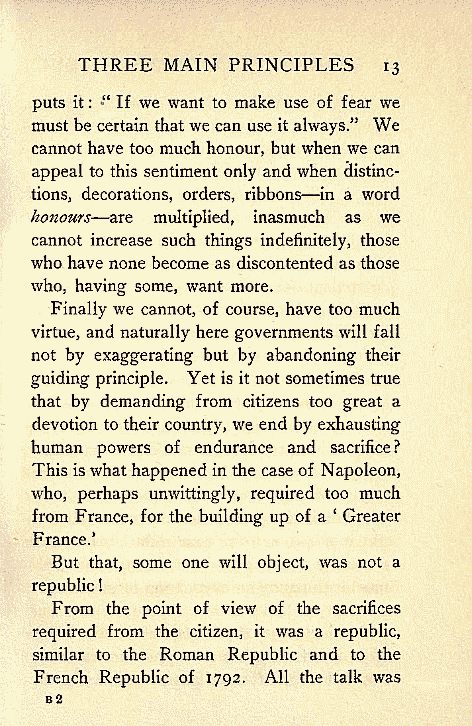 THREE MAIN PRINCIPLES 13
puts it: “ If we want to make use of fear we
must be certain that we can use it always.” We
cannot have too much honour, but when we can
appeal to this sentiment only and when distinc-
tions, decorations, orders, ribbons—in a word
honours—are multiplied, inasmuch as we
cannot increase such things indefinitely, those
who have none become as discontented as those
who, having some, want more.
Finally we cannot, of course, have too much
virtue, and naturally here governments will fall
not by exaggerating but by abandoning their
guiding principle. Yet is it not sometimes true
that by demanding from citizens too great a
devotion to their country, we end by exhausting
human powers of endurance and sacrifice?
This is what happened in the case of Napoleon,
who, perhaps unwittingly, required too much
from France, for the building up of a ‘ Greater
France.’
But that, some one will object, was not a
republic!
From the point of view of the sacrifices
required from the citizen, it was a republic,
similar to the Roman Republic and to the
French Republic of 1792. All the talk was
B 2